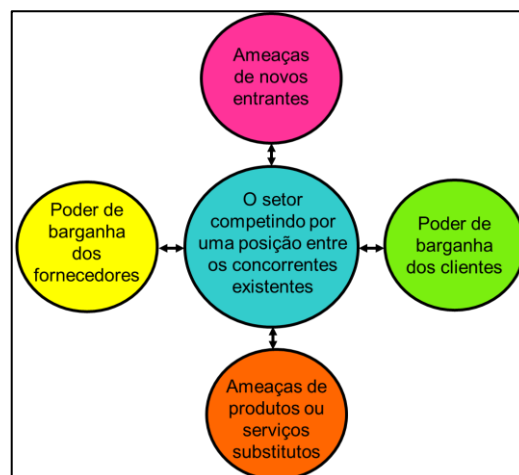 Ameaças
de novos
entrantes
O setor
competindo por
uma posição entre
os concorrentes
existentes
Poder de
barganha
dos
fornecedores
Poder de
barganha
dos clientes
Ameaças de
produtos ou
serviços
substitutos